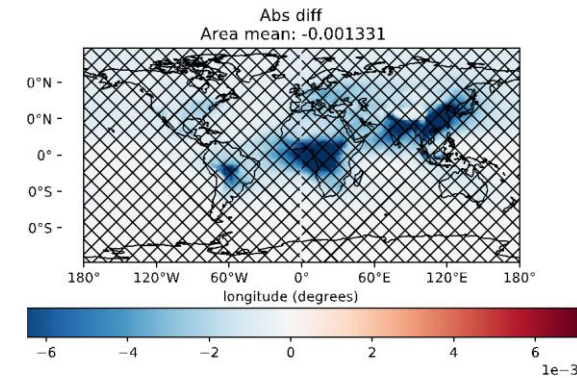 Abs diff
Area mean: -0.001331
0°N
0°N
0°
0°S
0°S
180° 120°W 60°W 0° 60°E 120°E 180°
longitude (degrees)
−6 −4 −2 0 2 4 6
1e−3